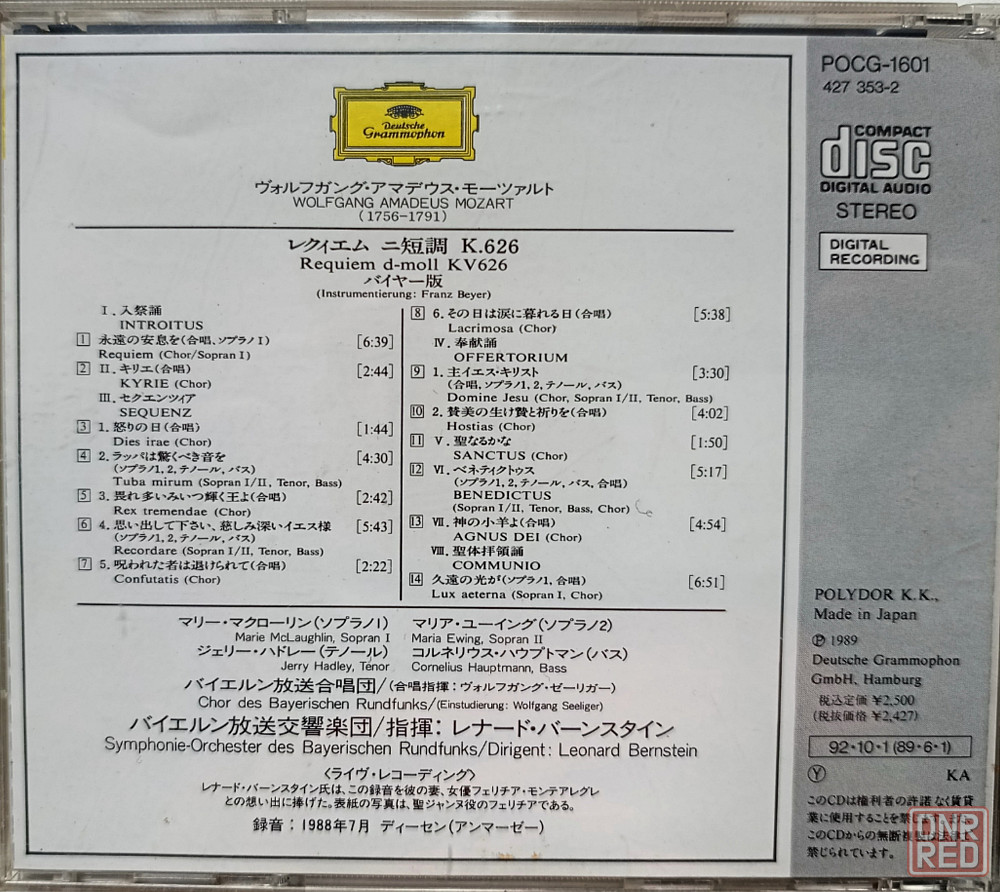 Deutsche
Grammophon
ヴォルフガング・アマデウス・モーツァルト
WOLFGANG AMADEUS MOZART
(1756-1791)
レクィエム ニ短調 K.626
Requiem d-moll KV626
バイヤー版
(Instrumentierung: Franz Beyer)
I. 入祭誦
INTROITUS
1 永遠の安息を(合唱、ソプラノI) [6:39]
Requiem (Chor/Sopran I)
2 II. キリエ(合唱) [2:44]
KYRIE (Chor)
III. セクエンツィア
SEQUENZ
3 1. 怒りの日(合唱) [1:44]
Dies irae (Chor)
4 2. ラッパは驚くべき音を [4:30]
(ソプラノ1, 2, テノール, バス)
Tuba mirum (Sopran I/II, Tenor, Bass)
5 3. 畏れ多いみいつ輝く王よ(合唱) [2:42]
Rex tremendae (Chor)
6 4. 思い出して下さい、慈しみ深いイエス様 [5:43]
(ソプラノ1, 2, テノール, バス)
Recordare (Sopran I/II, Tenor, Bass)
7 5. 呪われた者は退けられて(合唱) [2:22]
Confutatis (Chor)
8 6. その日は涙に暮れる日(合唱) [5:38]
Lacrimosa (Chor)
IV. 奉献誦
OFFERTORIUM
9 1. 主イエス・キリスト [3:30]
(合唱, ソプラノ1, 2, テノール, バス)
Domine Jesu (Chor, Sopran I/II, Tenor, Bass)
10 2. 賛美の生け贄と祈りを(合唱) [4:02]
Hostias (Chor)
11 V. 聖なるかな [1:50]
SANCTUS (Chor)
12 VI. ベネディクトゥス [5:17]
(ソプラノ1, 2, テノール, バス, 合唱)
BENEDICTUS
(Sopran I/II, Tenor, Bass, Chor)
13 VII. 神の小羊よ(合唱) [4:54]
AGNUS DEI (Chor)
VIII. 聖体拝領誦
COMMUNIO
14 久遠の光が(ソプラノ1, 合唱) [6:51]
Lux aeterna (Sopran I, Chor)
マリー・マクローリン(ソプラノ1)
Marie McLaughlin, Sopran I
マリア・ユーイング(ソプラノ2)
Maria Ewing, Sopran II
ジェリー・ハドレー(テノール)
Jerry Hadley, Tenor
コルネリウス・ハウプトマン(バス)
Cornelius Hauptmann, Bass
バイエルン放送合唱団/(合唱指揮:ヴォルフガング・ゼーリガー)
Chor des Bayerischen Rundfunks/(Einstudierung: Wolfgang Seeliger)
バイエルン放送交響楽団/指揮:レナード・バーンスタイン
Symphonie-Orchester des Bayerischen Rundfunks/Dirigent: Leonard Bernstein
〈ライヴ・レコーディング〉
レナード・バーンスタイン氏は、この録音を彼の妻、女優フェリチア・モンテアレグレ
との想い出に捧げた。表紙の写真は、聖ジャンヌ役のフェリチアである。
録音:1988年7月 ディーセン(アンマーゼー)
POCG-1601
427 353-2
COMPACT
disc
DIGITAL AUDIO
STEREO
DIGITAL
RECORDING
POLYDOR K.K.,
Made in Japan
Ⓟ 1989
Deutsche Grammophon
GmbH, Hamburg
税込定価 ¥2,500
(税抜価格 ¥2,427)
92・10・1(89・6・1)
Ⓨ KA
このCDは権利者の許諾なく賃貸
業に使用することを禁じます。
このCDからの無断複製は法律上
禁じられています。
DNR
RED